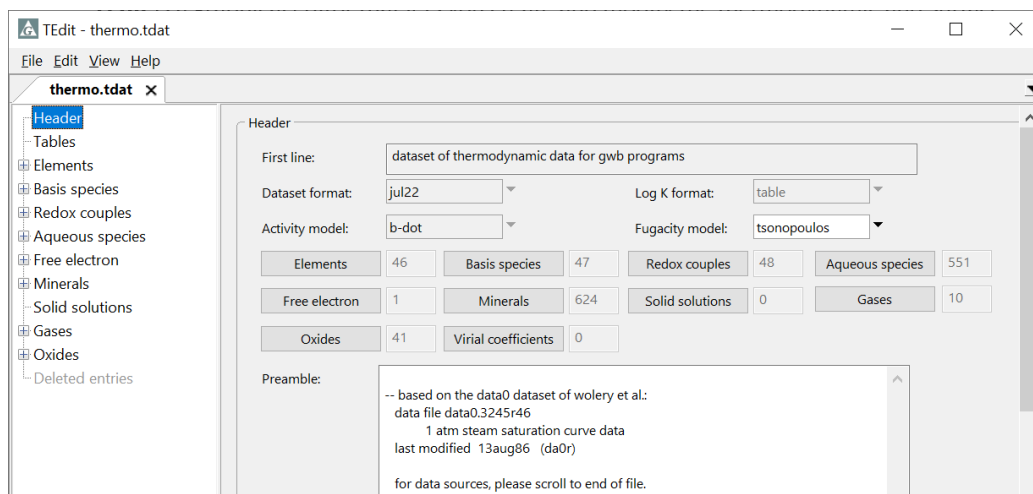 TEdit - thermo.tdat
File Edit View Help
thermo.tdat
Header
Tables
Elements
Basis species
Redox couples
Aqueous species
Free electron
Minerals
Solid solutions
Gases
Oxides
Deleted entries
Header
First line: dataset of thermodynamic data for gwb programs
Dataset format: jul22 Log K format: table
Activity model: b-dot Fugacity model: tsonopoulos
Elements 46 Basis species 47 Redox couples 48 Aqueous species 551
Free electron 1 Minerals 624 Solid solutions 0 Gases 10
Oxides 41 Virial coefficients 0
Preamble:
-- based on the data0 dataset of wolery et al.:
data file data0.3245r46
1 atm steam saturation curve data
last modified 13aug86 (da0r)
for data sources, please scroll to end of file.